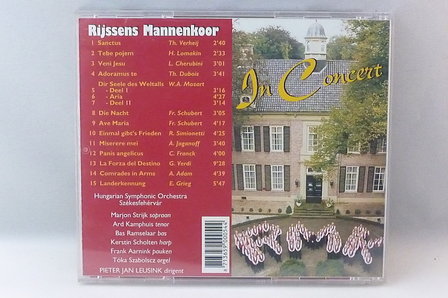 Rijssens Mannenkoor
1 Sanctus Th. Verheij 2'40
2 Tebe pojem H. Lomakin 2'33
3 Veni Jesu L. Cherubini 3'01
4 Adoramus te Th. Dubois 3'41
Dir Seele des Weltalls W.A. Mozart
5 - Deel I 3'16
6 - Aria 4'27
7 - Deel II 3'14
8 Die Nacht Fr. Schubert 3'05
9 Ave Maria Fr. Schubert 4'17
10 Einmal gibt's Frieden R. Simionetti 4'25
11 Miserere mei A. Jaganoff 3'40
12 Panis angelicus C. Franck 4'00
13 La Forza del Destino G. Verdi 9'28
14 Comrades in Arms A. Adam 3'39
15 Landerkennung E. Grieg 5'47
Hungarian Symphonic Orchestra
Székesfehérvár
Marjon Strijk sopraan
Ard Kamphuis tenor
Bas Ramselaar bas
Kerstin Scholten harp
Frank Aarnink pauken
Tóka Szabolscz orgel
PIETER JAN LEUSINK dirigent
In Concert